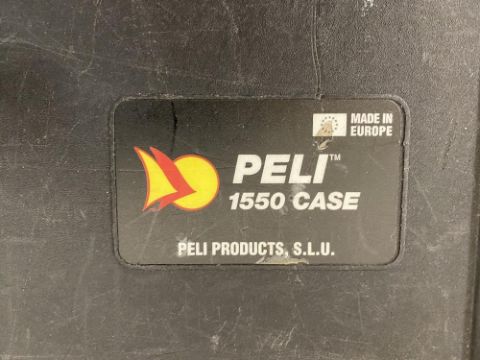 MADE IN
EUROPE
PELI™
1550 CASE
PELI PRODUCTS, S.L.U.